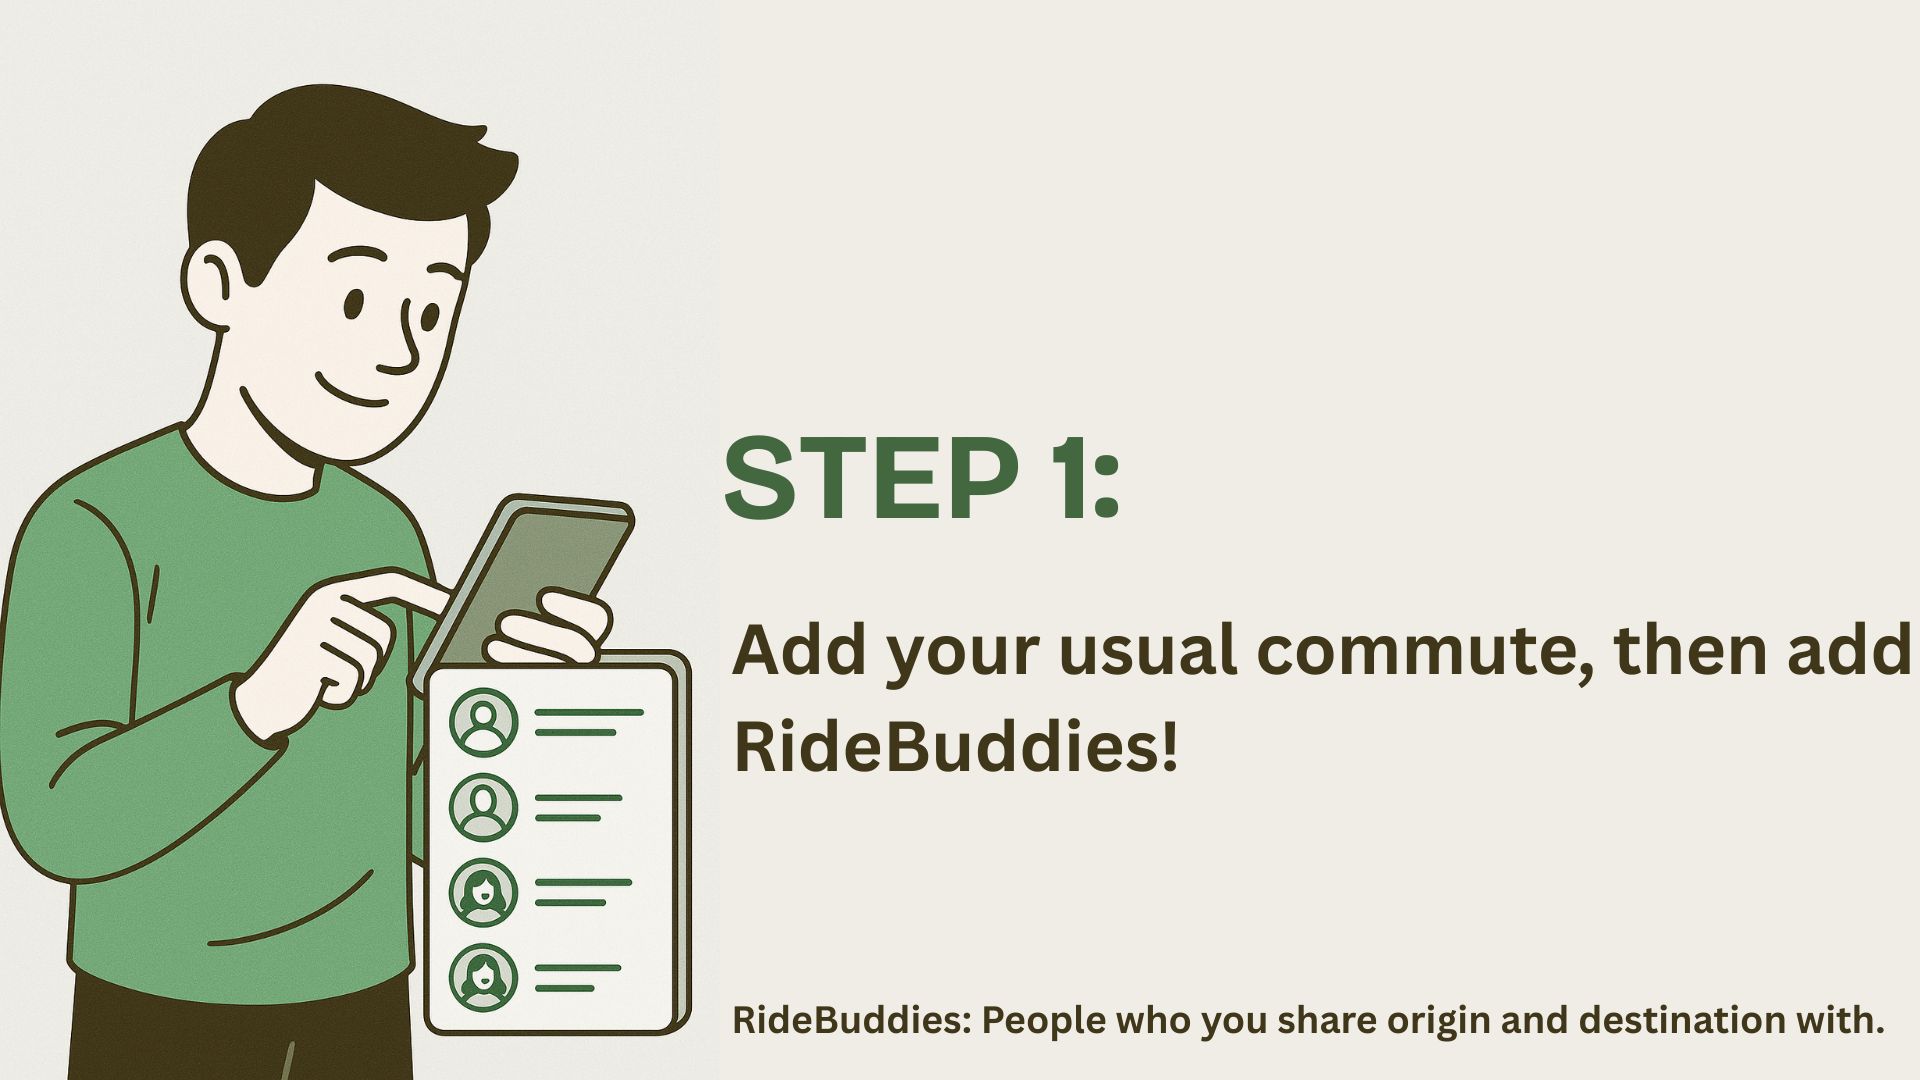 STEP 1:
Add your usual commute, then add
RideBuddies!
RideBuddies: People who you share origin and destination with.